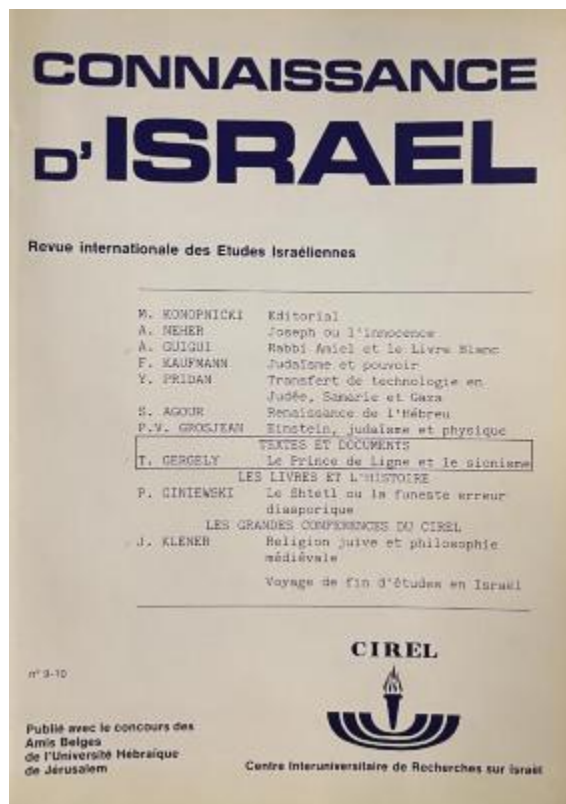 CONNAISSANCE
D'ISRAEL
Revue internationale des Etudes Israéliennes
M. KONOPNICKI Editorial
A. NEHER Joseph ou l'innocence
A. GUIGUI Rabbi Amiel et le Livre Blanc
F. KAUFMANN Judaïsme et pouvoir
Y. PRIDAN Transfert de technologie en
Judée, Samarie et Gaza
S. AGOUR Renaissance de l'Hébreu
P.V. GROSJEAN Einstein, judaïsme et physique
TEXTES ET DOCUMENTS
T. GERGELY Le Prince de Ligne et le sionisme
LES LIVRES ET L'HISTOIRE
P. GINIEWSKI Le Shtetl ou la funeste erreur
diasporique
LES GRANDES CONFERENCES DU CIREL
J. KLENER Religion juive et philosophie
médiévale
Voyage de fin d'études en Israël
CIREL
n° 9-10
Publié avec le concours des
Amis Belges
de l'Université Hébraïque
de Jérusalem
Centre Interuniversitaire de Recherches sur Israël